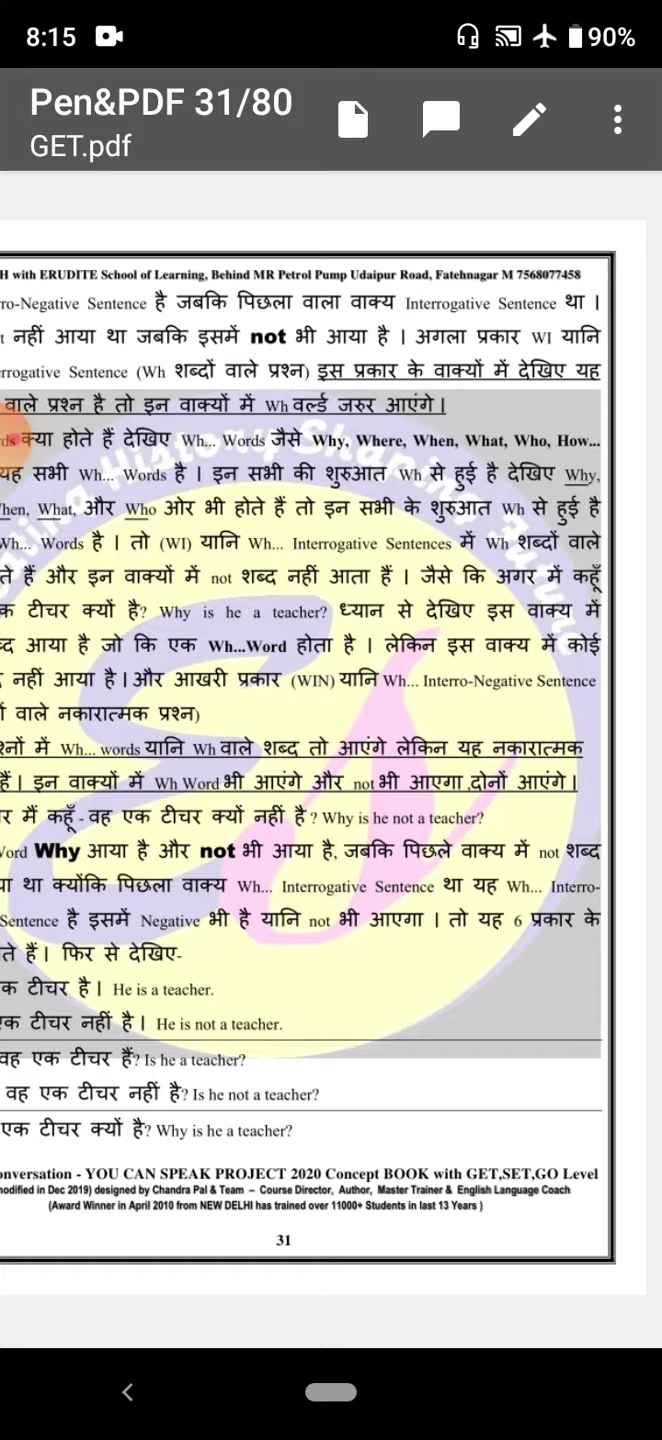 8:15
90%
Pen&PDF 31/80
GET.pdf
H with ERUDITE School of Learning, Behind MR Petrol Pump Udaipur Road, Fatehnagar M 7568077458
ro-Negative Sentence है जबकि पिछला वाला वाक्य Interrogative Sentence था ।
t नहीं आया था जबकि इसमें not भी आया है । अगला प्रकार WI यानि
rrogative Sentence (Wh शब्दों वाले प्रश्न) इस प्रकार के वाक्यों में देखिए यह
वाले प्रश्न है तो इन वाक्यों में Wh वर्ल्ड जरुर आएंगे ।
ds क्या होते हैं देखिए Wh... Words जैसे Why, Where, When, What, Who, How...
यह सभी Wh... Words है । इन सभी की शुरुआत Wh से हुई है देखिए Why,
hen, What, और Who ओर भी होते हैं तो इन सभी के शुरुआत Wh से हुई है
Wh... Words है । तो (WI) यानि Wh... Interrogative Sentences में Wh शब्दों वाले
ते हैं और इन वाक्यों में not शब्द नहीं आता हैं । जैसे कि अगर में कहूँ
क टीचर क्यों है? Why is he a teacher? ध्यान से देखिए इस वाक्य में
द आया है जो कि एक Wh...Word होता है । लेकिन इस वाक्य में कोई
नहीं आया है । और आखरी प्रकार (WIN) यानि Wh... Interro-Negative Sentence
ं वाले नकारात्मक प्रश्न)
श्नों में Wh... words यानि Wh वाले शब्द तो आएंगे लेकिन यह नकारात्मक
हैं । इन वाक्यों में Wh Word भी आएंगे और not भी आएगा दोनों आएंगे ।
र मैं कहूँ - वह एक टीचर क्यों नहीं है ? Why is he not a teacher?
Word Why आया है और not भी आया है, जबकि पिछले वाक्य में not शब्द
या था क्योंकि पिछला वाक्य Wh... Interrogative Sentence था यह Wh... Interro-
Sentence है इसमें Negative भी है यानि not भी आएगा । तो यह 6 प्रकार के
ते हैं । फिर से देखिए-
क टीचर है । He is a teacher.
एक टीचर नहीं है । He is not a teacher.
वह एक टीचर हैं? Is he a teacher?
वह एक टीचर नहीं है? Is he not a teacher?
एक टीचर क्यों है? Why is he a teacher?
onversation - YOU CAN SPEAK PROJECT 2020 Concept BOOK with GET,SET,GO Level
modified in Dec 2019) designed by Chandra Pal & Team – Course Director, Author, Master Trainer & English Language Coach
(Award Winner in April 2010 from NEW DELHI has trained over 11000+ Students in last 13 Years )
31